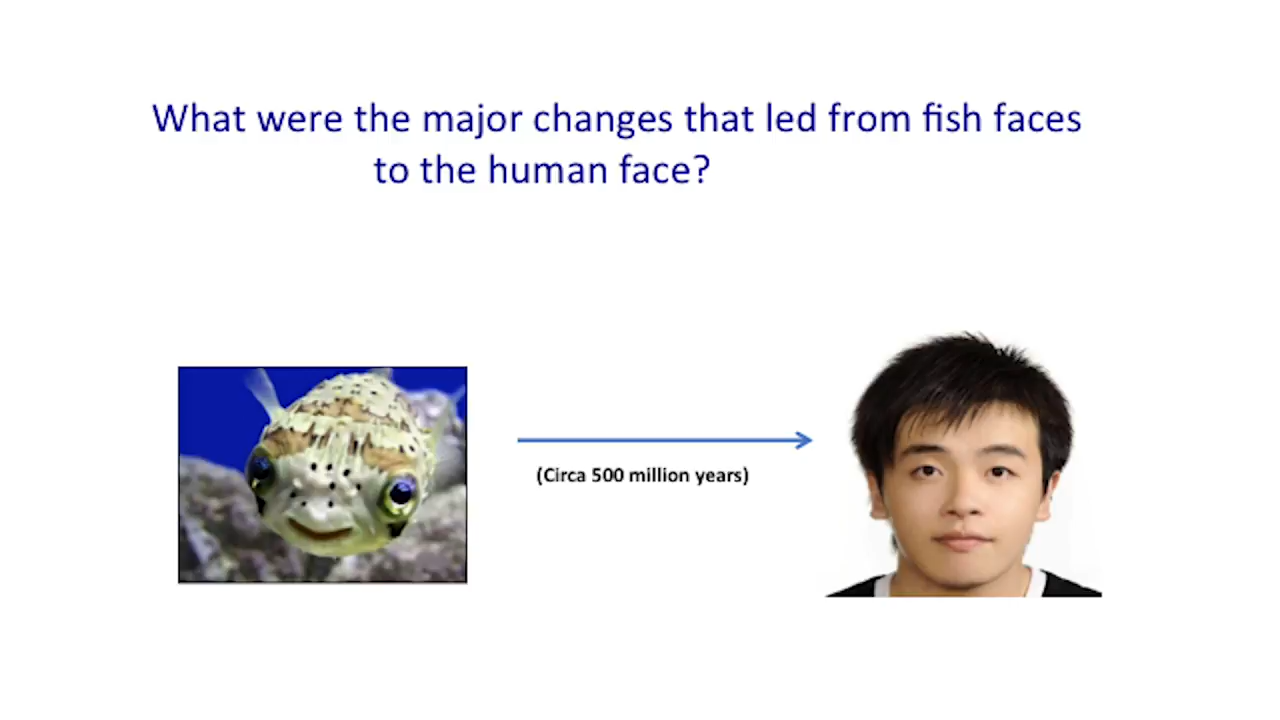 What were the major changes that led from fish faces
to the human face?
(Circa 500 million years)